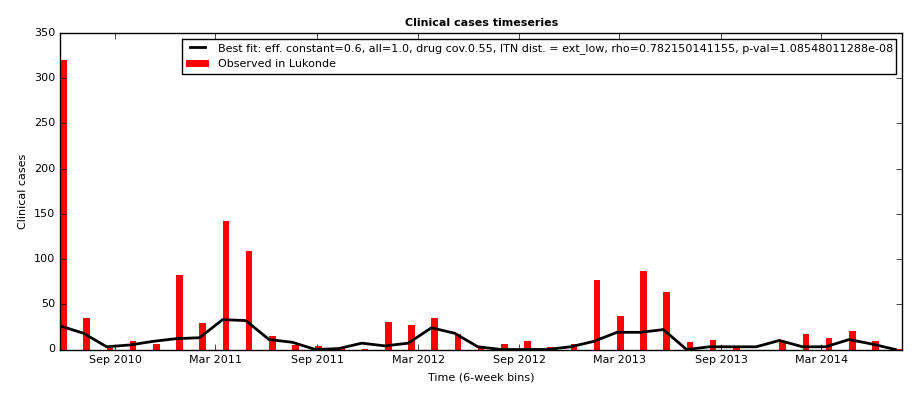 Clinical cases timeseries
Best fit: eff. constant=0.6, all=1.0, drug cov.0.55, ITN dist. = ext_low, rho=0.782150141155, p-val=1.08548011288e-08
Observed in Lukonde
350
300
250
200
150
100
50
0
Clinical cases
Sep 2010 Mar 2011 Sep 2011 Mar 2012 Sep 2012 Mar 2013 Sep 2013 Mar 2014
Time (6-week bins)